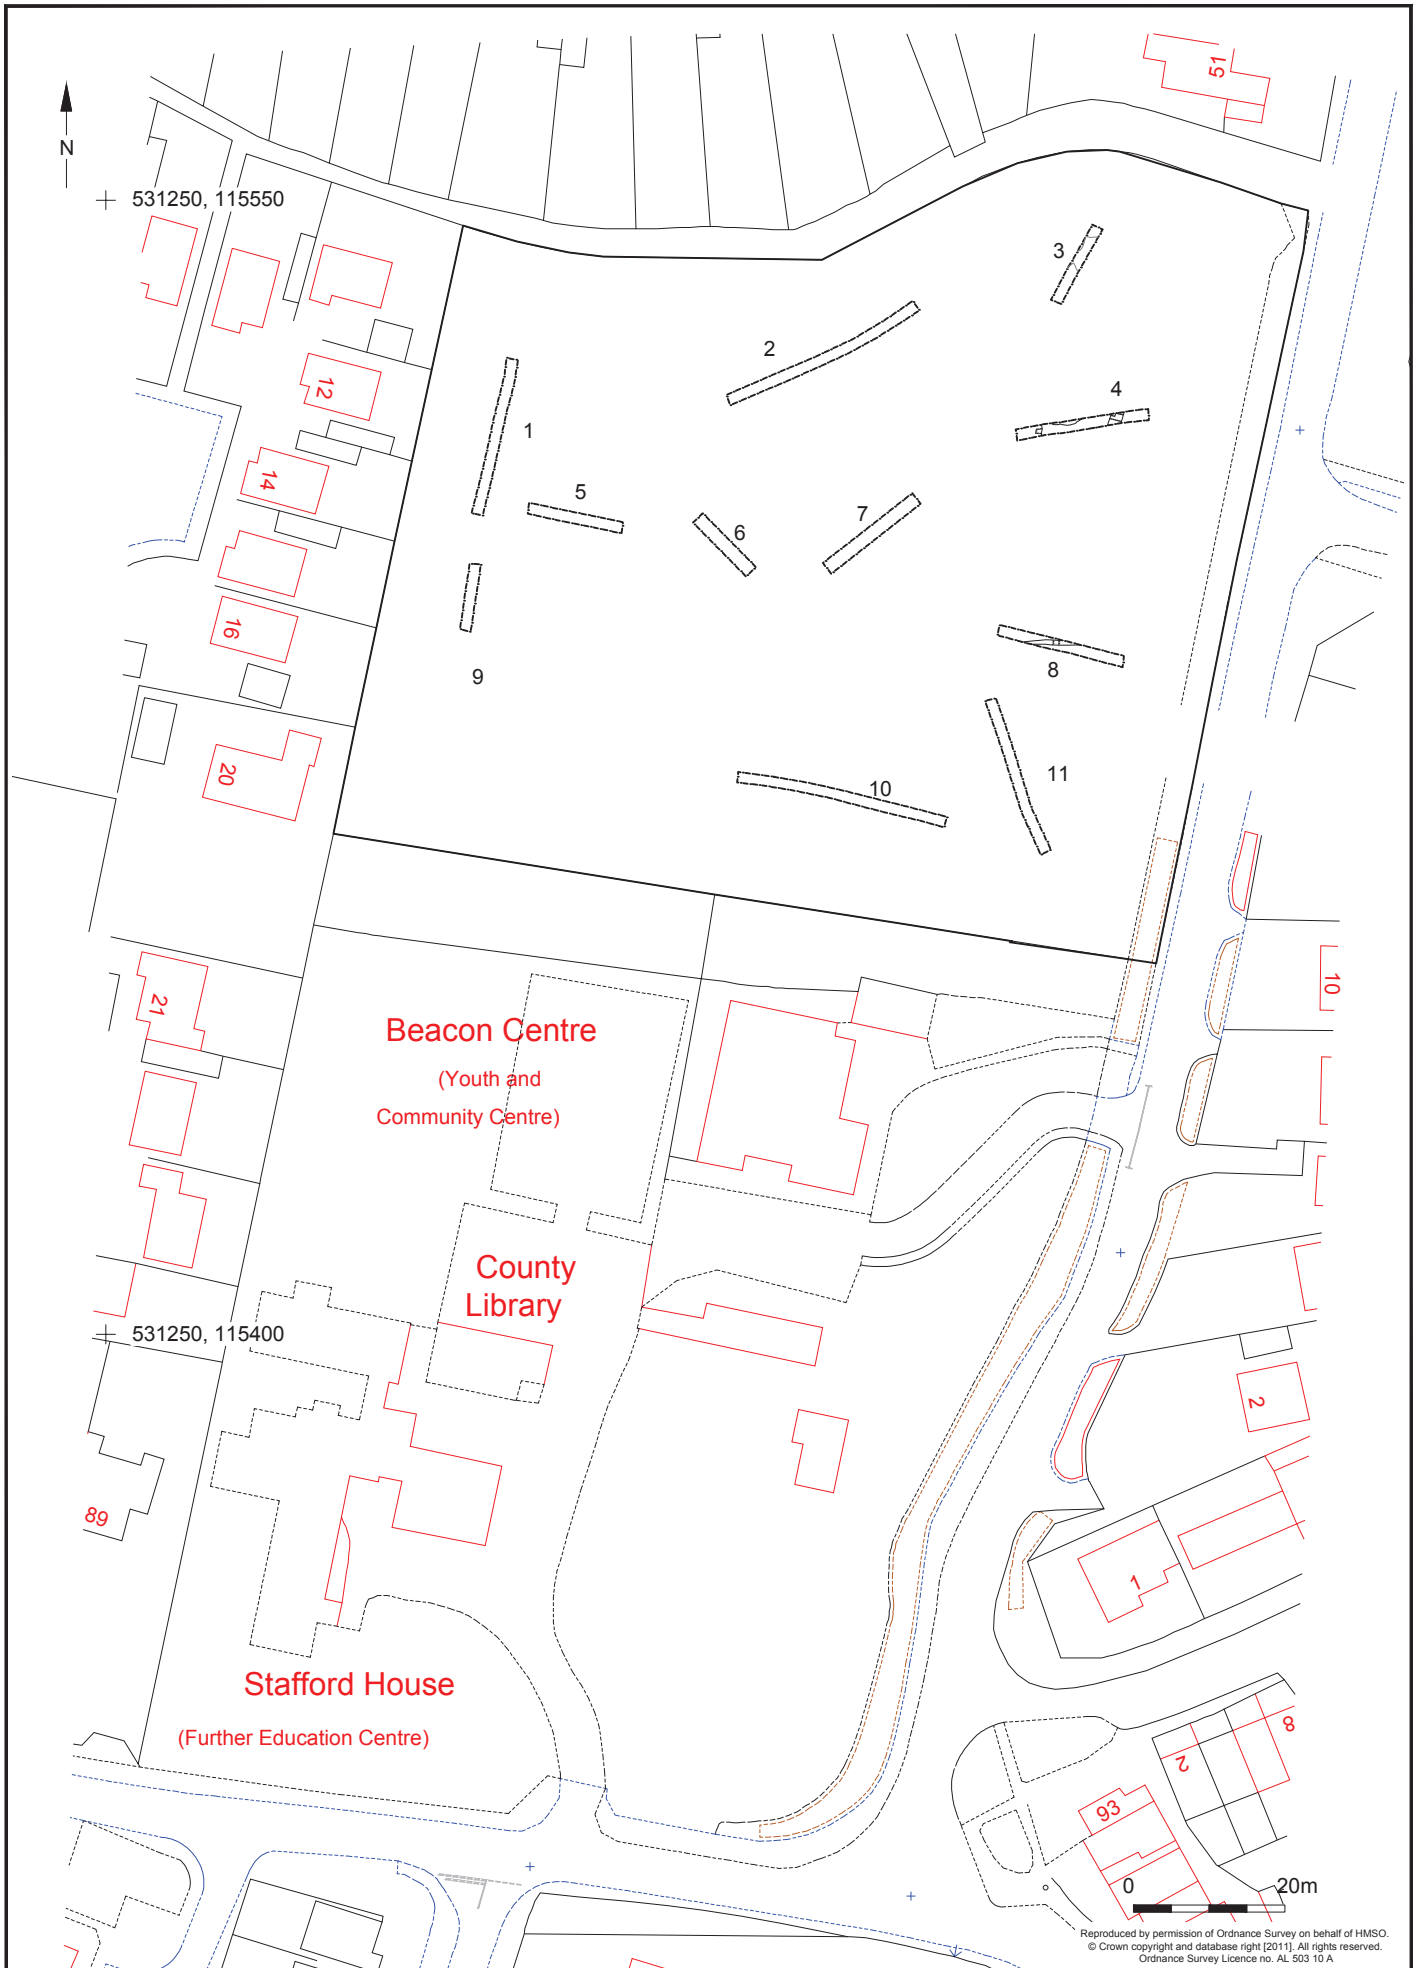 51
N
531250, 115550
3
2
12
4
1
14
5
7
6
16
8
9
20
11
10
10
21
Beacon Centre
(Youth and
Community Centre)
County
Library
531250, 115400
2
89
1
Stafford House
(Further Education Centre)
8
2
93
0 20m
Reproduced by permission of Ordnance Survey on behalf of HMSO.
© Crown copyright and database right [2011]. All rights reserved.
Ordnance Survey Licence no. AL 503 10 A